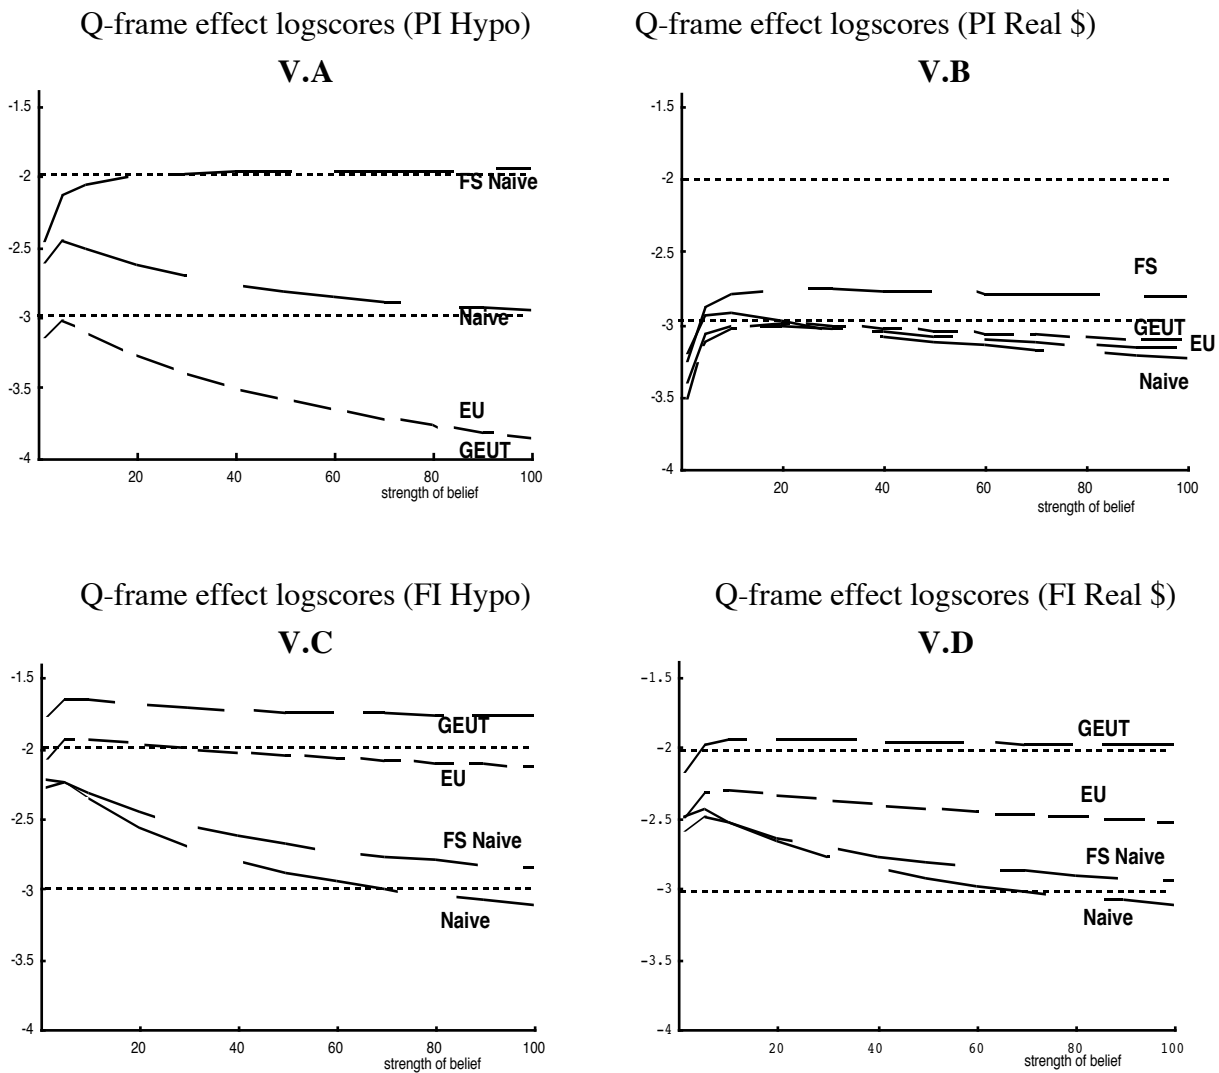 Q-frame effect logscores (PI Hypo)
V.A
-1.5
-2
FS Naive
-2.5
-3
Naive
-3.5
EU
GEUT
-4
20 40 60 80 100
strength of belief
Q-frame effect logscores (PI Real $)
V.B
-1.5
-2
-2.5
FS
-3
GEUT
EU
Naive
-3.5
-4
20 40 60 80 100
strength of belief
Q-frame effect logscores (FI Hypo)
V.C
-1.5
GEUT
-2
EU
-2.5
FS Naive
-3
Naive
-3.5
-4
20 40 60 80 100
strength of belief
Q-frame effect logscores (FI Real $)
V.D
-1.5
GEUT
-2
EU
-2.5
FS Naive
-3
Naive
-3.5
-4
20 40 60 80 100
strength of belief